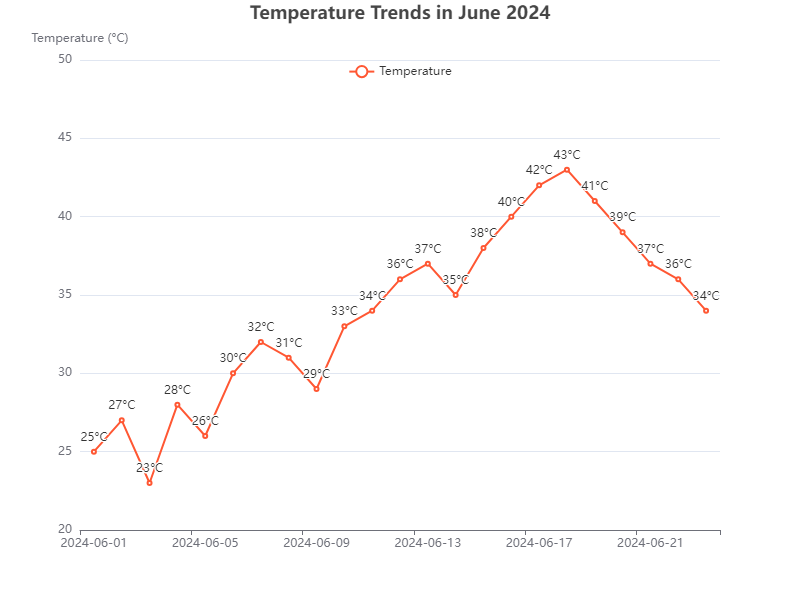 Temperature Trends in June 2024
Temperature (°C)
Temperature
50
45
40
35
30
25
20
25°C
27°C
23°C
28°C
26°C
30°C
32°C
31°C
29°C
33°C
34°C
36°C
37°C
35°C
38°C
40°C
42°C
43°C
41°C
39°C
37°C
36°C
34°C
2024-06-01 2024-06-05 2024-06-09 2024-06-13 2024-06-17 2024-06-21